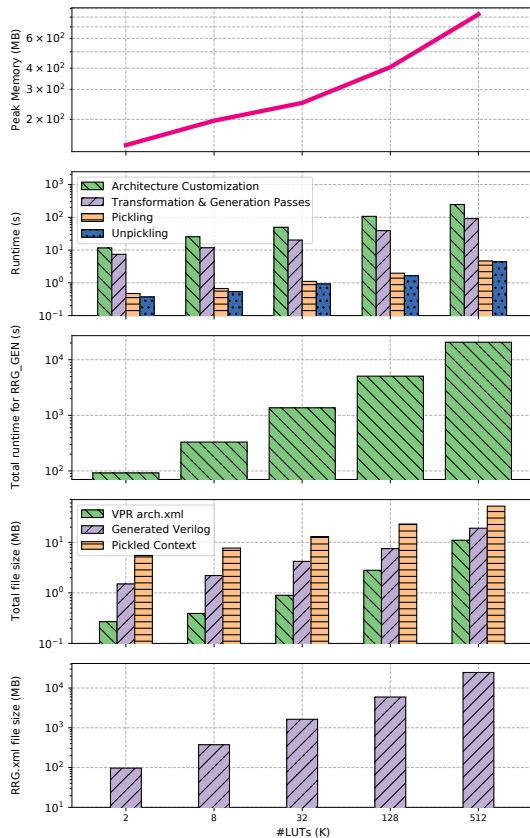 6 × 10²
4 × 10²
3 × 10²
2 × 10²
Peak Memory (MB)
10³
10²
10¹
10⁰
10⁻¹
Runtime (s)
Architecture Customization
Transformation & Generation Passes
Pickling
Unpickling
10⁴
10³
10²
Total runtime for RRG_GEN (s)
10¹
10⁰
10⁻¹
Total file size (MB)
VPR arch.xml
Generated Verilog
Pickled Context
10⁴
10³
10²
10¹
RRG.xml file size (MB)
2 8 32 128 512
#LUTs (K)